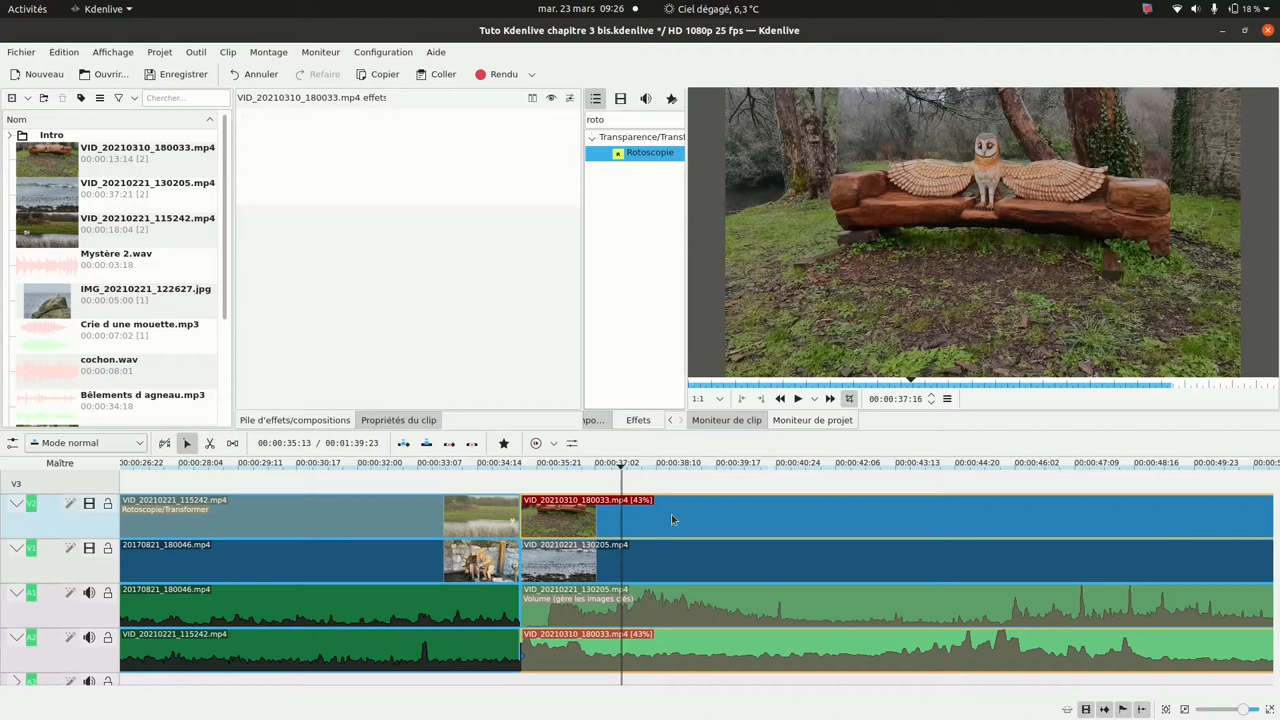 Activités Kdenlive mar. 23 mars 09:26 Ciel dégagé, 6,3 °C 18 %
Tuto Kdenlive chapitre 3 bis.kdenlive */ HD 1080p 25 fps — Kdenlive
Fichier Édition Affichage Projet Outil Clip Montage Moniteur Configuration Aide
Nouveau Ouvrir... Enregistrer Annuler Refaire Copier Coller Rendu
Chercher... VID_20210310_180033.mp4 effets
Nom
Intro
VID_20210310_180033.mp4
00:00:13:14 [2]
VID_20210221_130205.mp4
00:00:37:21 [2]
VID_20210221_115242.mp4
00:00:18:04 [2]
Mystère 2.wav
00:00:03:18
IMG_20210221_122627.jpg
00:00:05:00 [1]
Crie d une mouette.mp3
00:00:07:02 [1]
cochon.wav
00:00:08:01
Bêlements d agneau.mp3
00:00:34:18
roto
Transparence/Transf
Rotoscopie
1:1 00:00:37:16
Pile d'effets/compositions Propriétés du clip Effets Moniteur de clip Moniteur de projet
Mode normal 00:00:35:13 / 00:01:39:23
Maître 00:00:26:22 00:00:28:04 00:00:29:11 00:00:30:17 00:00:32:00 00:00:33:07 00:00:34:14 00:00:35:21 00:00:37:02 00:00:38:10 00:00:39:17 00:00:40:24 00:00:42:06 00:00:43:13 00:00:44:20 00:00:46:02 00:00:47:09 00:00:48:16 00:00:49:23
V3
V2 VID_20210221_115242.mp4 VID_20210310_180033.mp4 [43%]
Rotoscopie/Transformer
20170821_180046.mp4 VID_20210221_130205.mp4
A1 20170821_180046.mp4 VID_20210221_130205.mp4
Volume (gère les images clés)
A2 VID_20210221_115242.mp4 VID_20210310_180033.mp4 [43%]